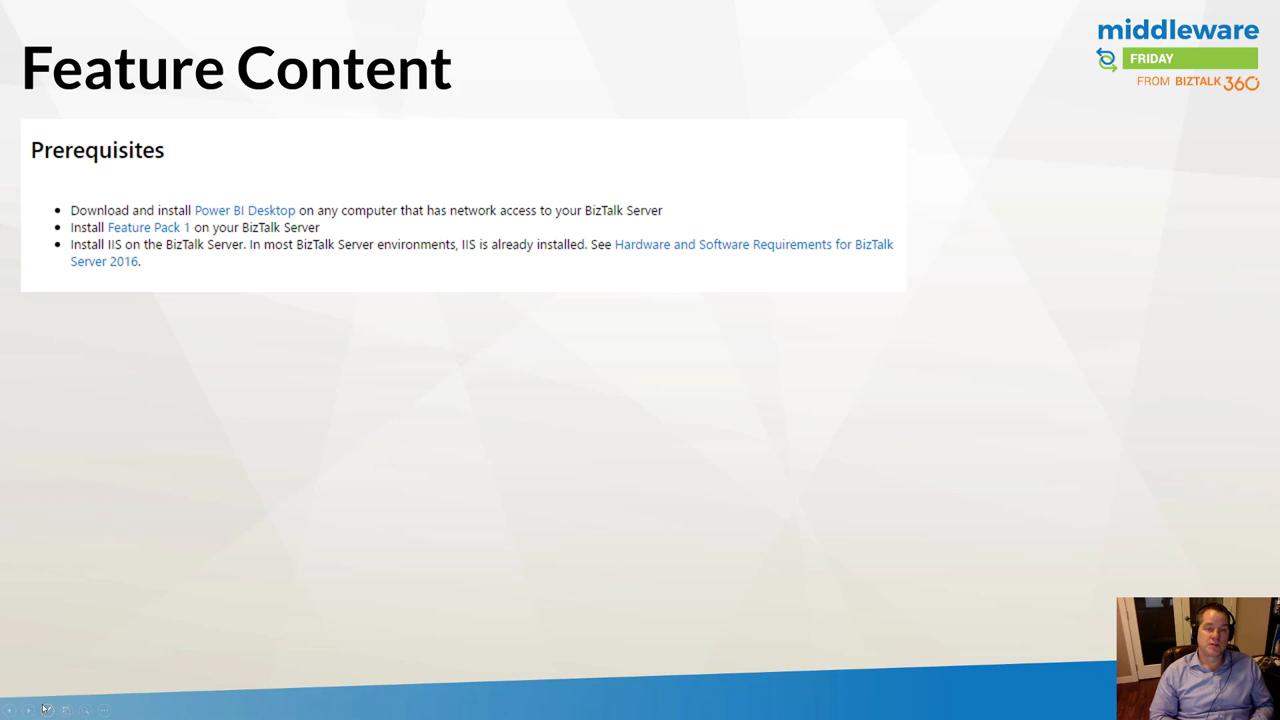 Feature Content
middleware
FRIDAY
FROM BIZTALK360
Prerequisites
Download and install Power BI Desktop on any computer that has network access to your BizTalk Server
Install Feature Pack 1 on your BizTalk Server
Install IIS on the BizTalk Server. In most BizTalk Server environments, IIS is already installed. See Hardware and Software Requirements for BizTalk
Server 2016.